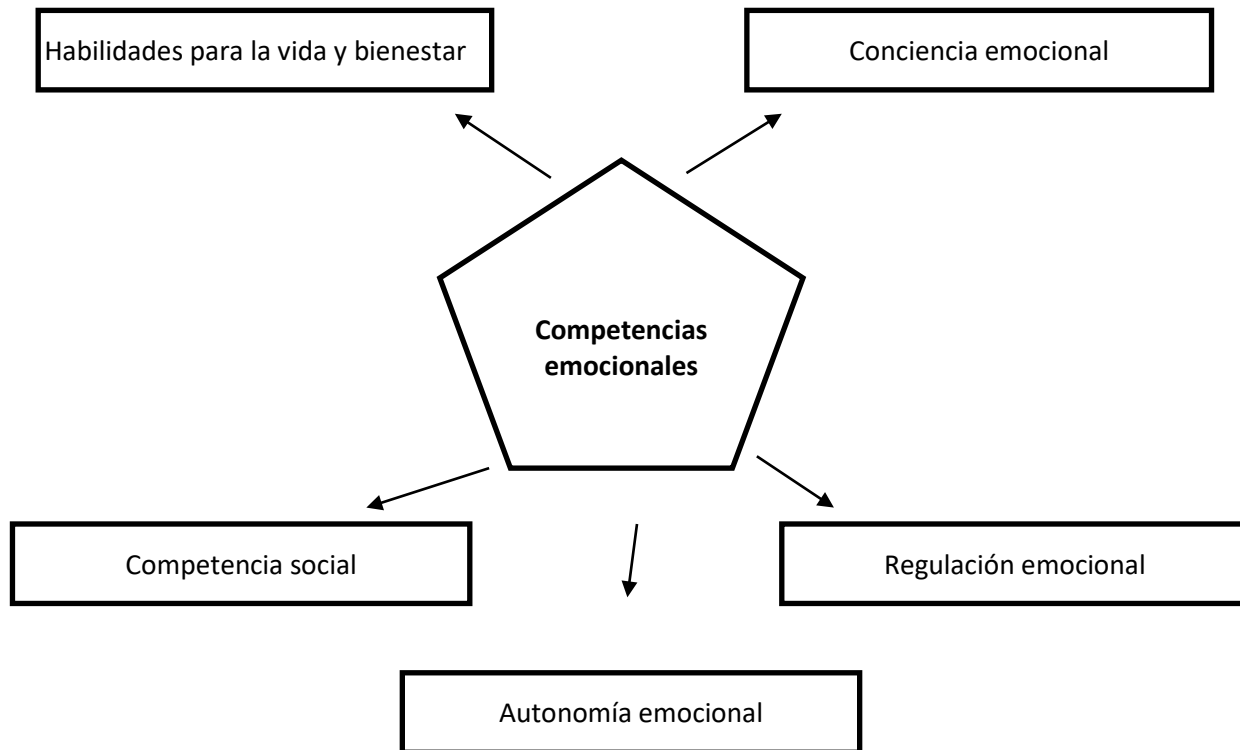 Habilidades para la vida y bienestar
Conciencia emocional
Competencias
emocionales
Competencia social
Regulación emocional
Autonomía emocional